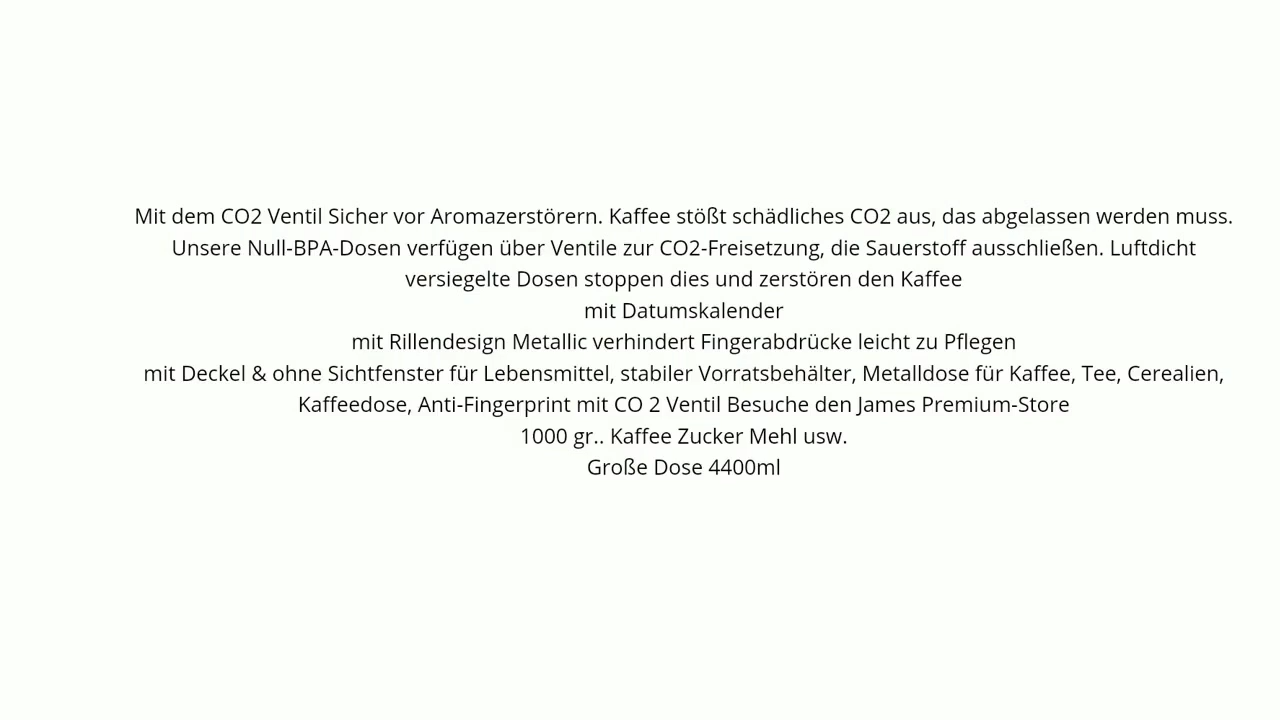 Mit dem CO2 Ventil Sicher vor Aromazerstörern. Kaffee stößt schädliches CO2 aus, das abgelassen werden muss.
Unsere Null-BPA-Dosen verfügen über Ventile zur CO2-Freisetzung, die Sauerstoff ausschließen. Luftdicht
versiegelte Dosen stoppen dies und zerstören den Kaffee
mit Datumskalender
mit Rillendesign Metallic verhindert Fingerabdrücke leicht zu Pflegen
mit Deckel & ohne Sichtfenster für Lebensmittel, stabiler Vorratsbehälter, Metalldose für Kaffee, Tee, Cerealien,
Kaffeedose, Anti-Fingerprint mit CO 2 Ventil Besuche den James Premium-Store
1000 gr.. Kaffee Zucker Mehl usw.
Große Dose 4400ml